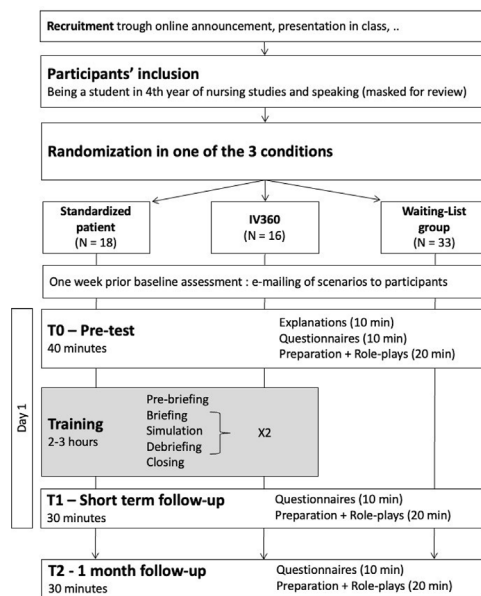 Recruitment trough online announcement, presentation in class, ..
Participants' inclusion
Being a student in 4th year of nursing studies and speaking (masked for review)
Randomization in one of the 3 conditions
Standardized
patient
(N = 18)
IV360
(N = 16)
Waiting-List
group
(N = 33)
One week prior baseline assessment : e-mailing of scenarios to participants
Day 1
T0 – Pre-test
40 minutes
Explanations (10 min)
Questionnaires (10 min)
Preparation + Role-plays (20 min)
Training
2-3 hours
Pre-briefing
Briefing
Simulation
Debriefing
Closing
X2
T1 – Short term follow-up
30 minutes
Questionnaires (10 min)
Preparation + Role-plays (20 min)
T2 - 1 month follow-up
30 minutes
Questionnaires (10 min)
Preparation + Role-plays (20 min)